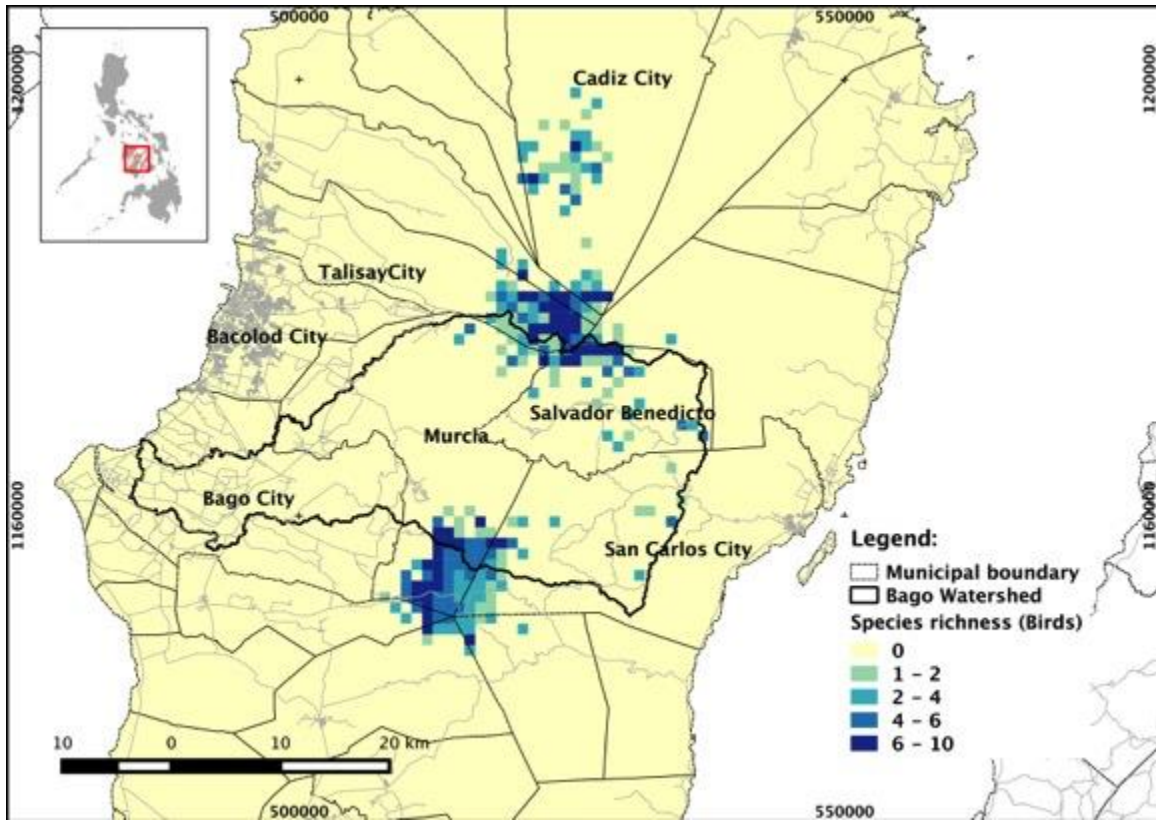 500000
550000
1200000
1200000
Cadiz City
TalisayCity
Bacolod City
Salvador Benedicto
Murcia
Bago City
1160000
1160000
San Carlos City
Legend:
Municipal boundary
Bago Watershed
Species richness (Birds)
0
1 - 2
2 - 4
4 - 6
6 - 10
10 0 10 20 km
500000
550000